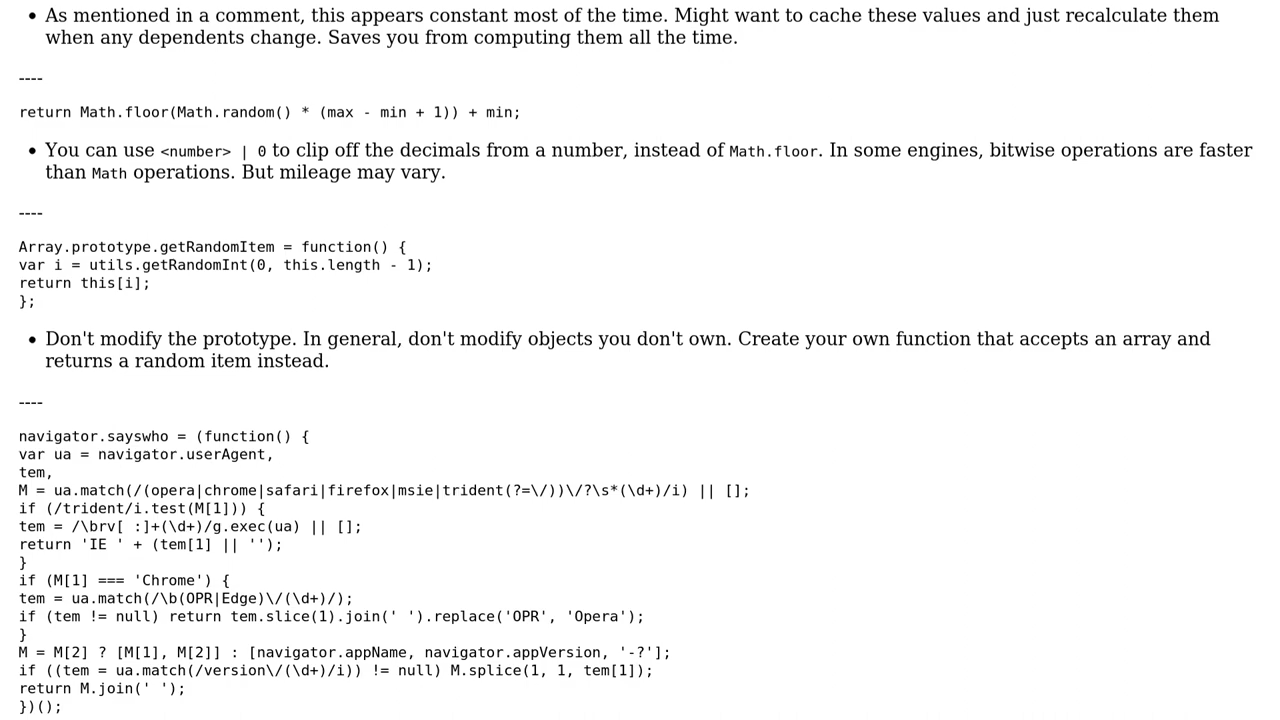 • As mentioned in a comment, this appears constant most of the time. Might want to cache these values and just recalculate them
when any dependents change. Saves you from computing them all the time.
----
return Math.floor(Math.random() * (max - min + 1)) + min;
• You can use <number> | 0 to clip off the decimals from a number, instead of Math.floor. In some engines, bitwise operations are faster
than Math operations. But mileage may vary.
----
Array.prototype.getRandomItem = function() {
var i = utils.getRandomInt(0, this.length - 1);
return this[i];
};
• Don't modify the prototype. In general, don't modify objects you don't own. Create your own function that accepts an array and
returns a random item instead.
----
navigator.sayswho = (function() {
var ua = navigator.userAgent,
tem,
M = ua.match(/(opera|chrome|safari|firefox|msie|trident(?=\/))\/?\s*(\d+)/i) || [];
if (/trident/i.test(M[1])) {
tem = /\brv[ :]+(\d+)/g.exec(ua) || [];
return 'IE ' + (tem[1] || '');
}
if (M[1] === 'Chrome') {
tem = ua.match(/\b(OPR|Edge)\/(\d+)/);
if (tem != null) return tem.slice(1).join(' ').replace('OPR', 'Opera');
}
M = M[2] ? [M[1], M[2]] : [navigator.appName, navigator.appVersion, '-?'];
if ((tem = ua.match(/version\/(\d+)/i)) != null) M.splice(1, 1, tem[1]);
return M.join(' ');
})();